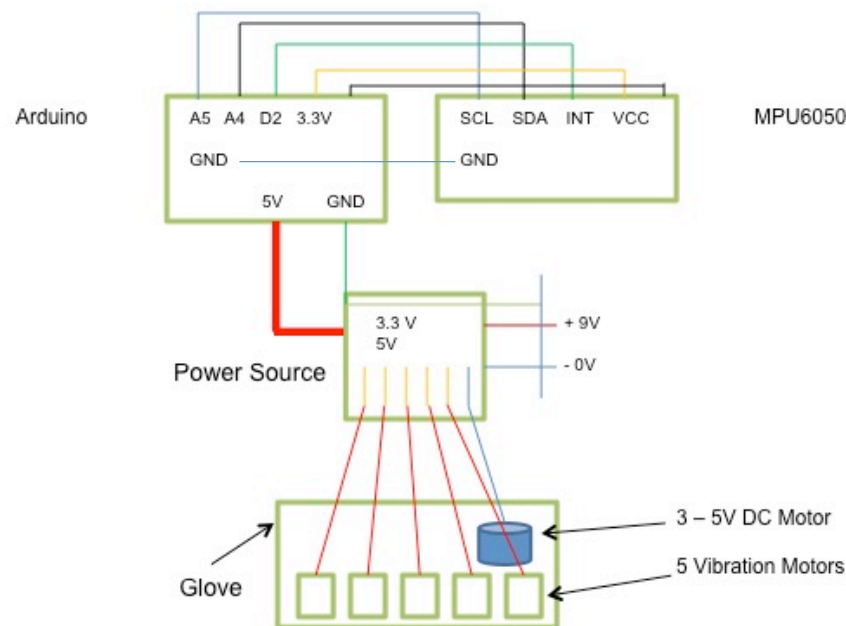 Arduino
A5 A4 D2 3.3V
GND
5V GND
SCL SDA INT VCC
GND
MPU6050
3.3 V
5V
+ 9V
- 0V
Power Source
3 – 5V DC Motor
5 Vibration Motors
Glove